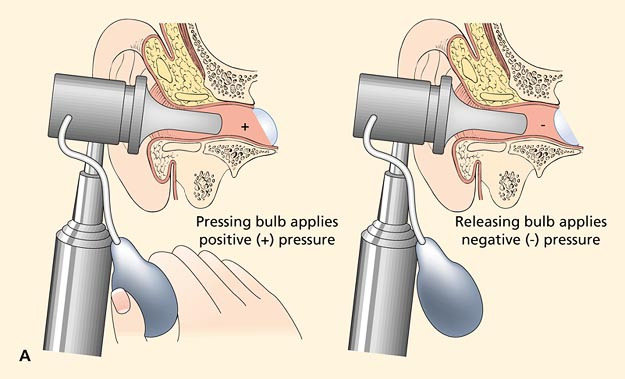 +
-
Pressing bulb applies
positive (+) pressure
Releasing bulb applies
negative (-) pressure
A